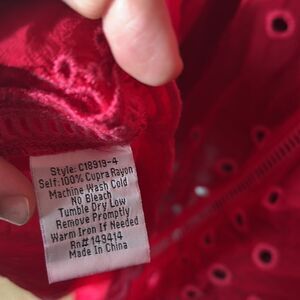 Style: C18919-4
Self: 100% Cupra Rayon
Machine Wash Cold
No Bleach
Tumble Dry Low
Remove Promptly
Warm Iron If Needed
Rn# 149414
Made In China